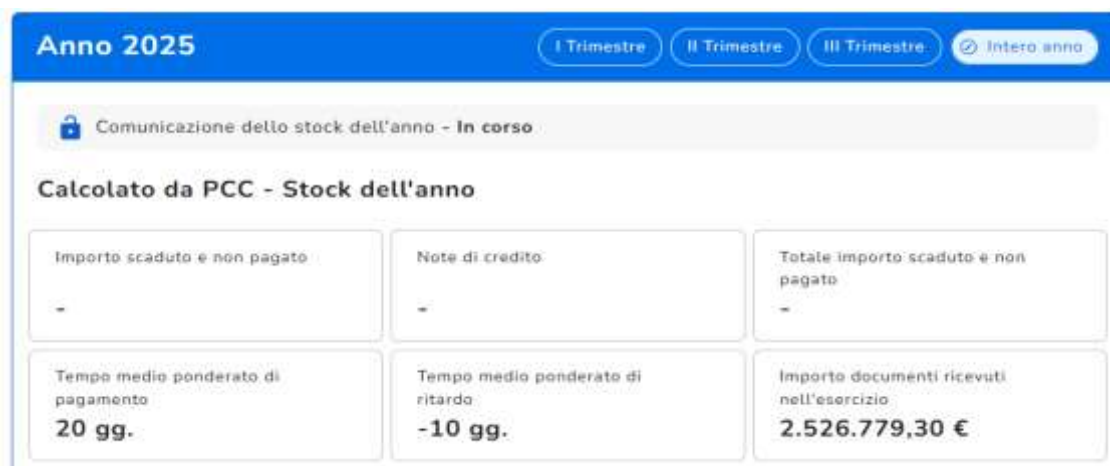 Anno 2025
I Trimestre
II Trimestre
III Trimestre
Intero anno
Comunicazione dello stock dell'anno - In corso
Calcolato da PCC - Stock dell'anno
Importo scaduto e non pagato
-
Note di credito
-
Totale importo scaduto e non
pagato
-
Tempo medio ponderato di
pagamento
20 gg.
Tempo medio ponderato di
ritardo
-10 gg.
Importo documenti ricevuti
nell'esercizio
2.526.779,30 €